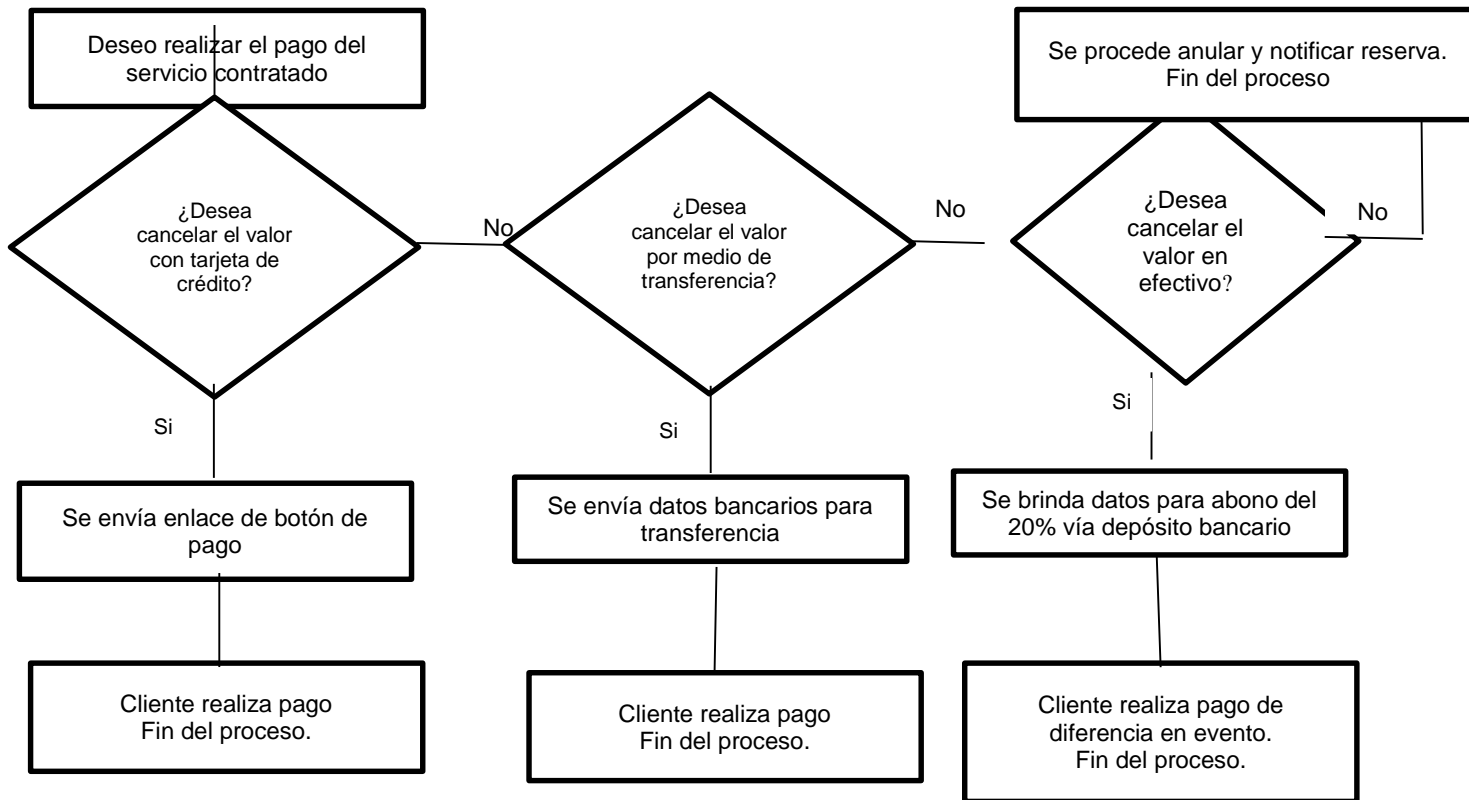 Deseo realizar el pago del
servicio contratado
Se procede anular y notificar reserva.
Fin del proceso
¿Desea
cancelar el valor
con tarjeta de
crédito?
No
¿Desea
cancelar el valor
por medio de
transferencia?
No
¿Desea
cancelar el
valor en
efectivo?
No
Si
Si
Si
Se envía enlace de botón de
pago
Se envía datos bancarios para
transferencia
Se brinda datos para abono del
20% vía depósito bancario
Cliente realiza pago
Fin del proceso.
Cliente realiza pago
Fin del proceso.
Cliente realiza pago de
diferencia en evento.
Fin del proceso.